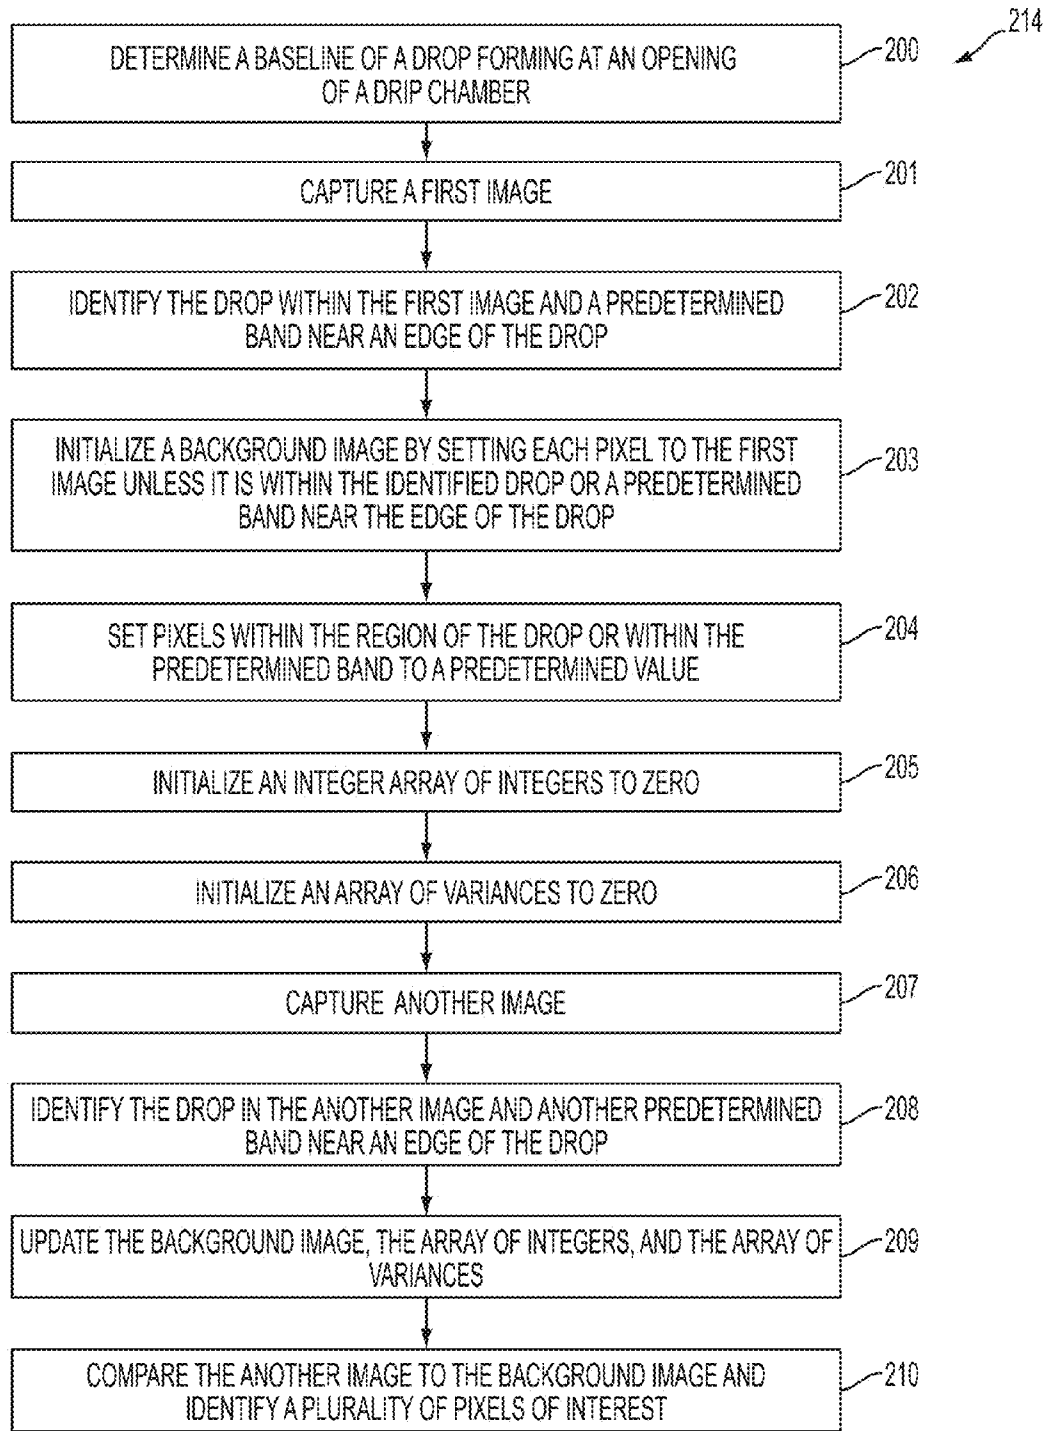 214
DETERMINE A BASELINE OF A DROP FORMING AT AN OPENING
OF A DRIP CHAMBER
200
CAPTURE A FIRST IMAGE
201
IDENTIFY THE DROP WITHIN THE FIRST IMAGE AND A PREDETERMINED
BAND NEAR AN EDGE OF THE DROP
202
INITIALIZE A BACKGROUND IMAGE BY SETTING EACH PIXEL TO THE FIRST
IMAGE UNLESS IT IS WITHIN THE IDENTIFIED DROP OR A PREDETERMINED
BAND NEAR THE EDGE OF THE DROP
203
SET PIXELS WITHIN THE REGION OF THE DROP OR WITHIN THE
PREDETERMINED BAND TO A PREDETERMINED VALUE
204
INITIALIZE AN INTEGER ARRAY OF INTEGERS TO ZERO
205
INITIALIZE AN ARRAY OF VARIANCES TO ZERO
206
CAPTURE ANOTHER IMAGE
207
IDENTIFY THE DROP IN THE ANOTHER IMAGE AND ANOTHER PREDETERMINED
BAND NEAR AN EDGE OF THE DROP
208
UPDATE THE BACKGROUND IMAGE, THE ARRAY OF INTEGERS, AND THE ARRAY OF
VARIANCES
209
COMPARE THE ANOTHER IMAGE TO THE BACKGROUND IMAGE AND
IDENTIFY A PLURALITY OF PIXELS OF INTEREST
210